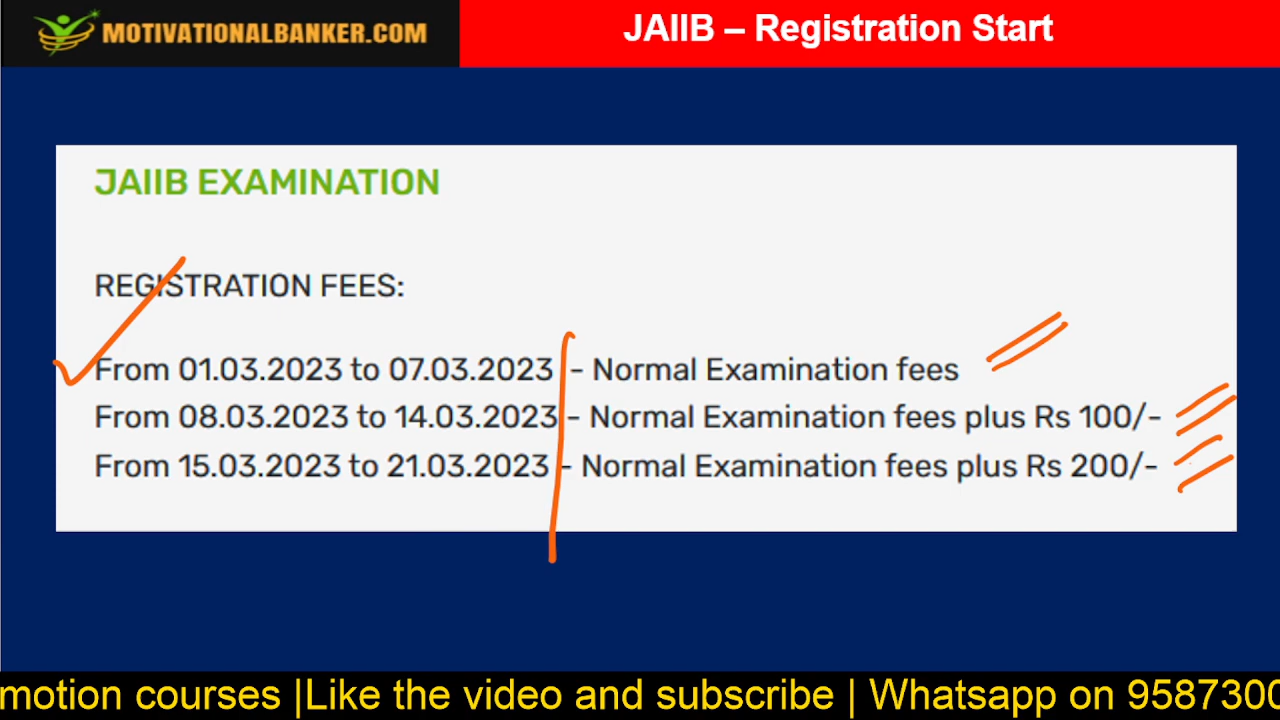 MOTIVATIONALBANKER.COM
JAIIB – Registration Start
JAIIB EXAMINATION
REGISTRATION FEES:
From 01.03.2023 to 07.03.2023 - Normal Examination fees
From 08.03.2023 to 14.03.2023 - Normal Examination fees plus Rs 100/-
From 15.03.2023 to 21.03.2023 - Normal Examination fees plus Rs 200/-
motion courses |Like the video and subscribe | Whatsapp on 9587300